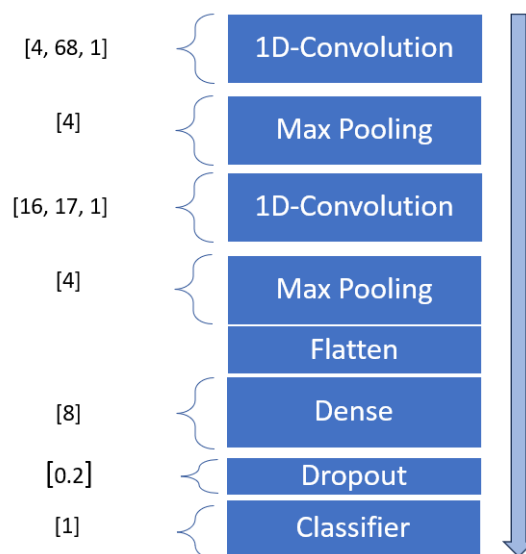 [4, 68, 1] 1D-Convolution
[4] Max Pooling
[16, 17, 1] 1D-Convolution
[4] Max Pooling
Flatten
[8] Dense
[0.2] Dropout
[1] Classifier